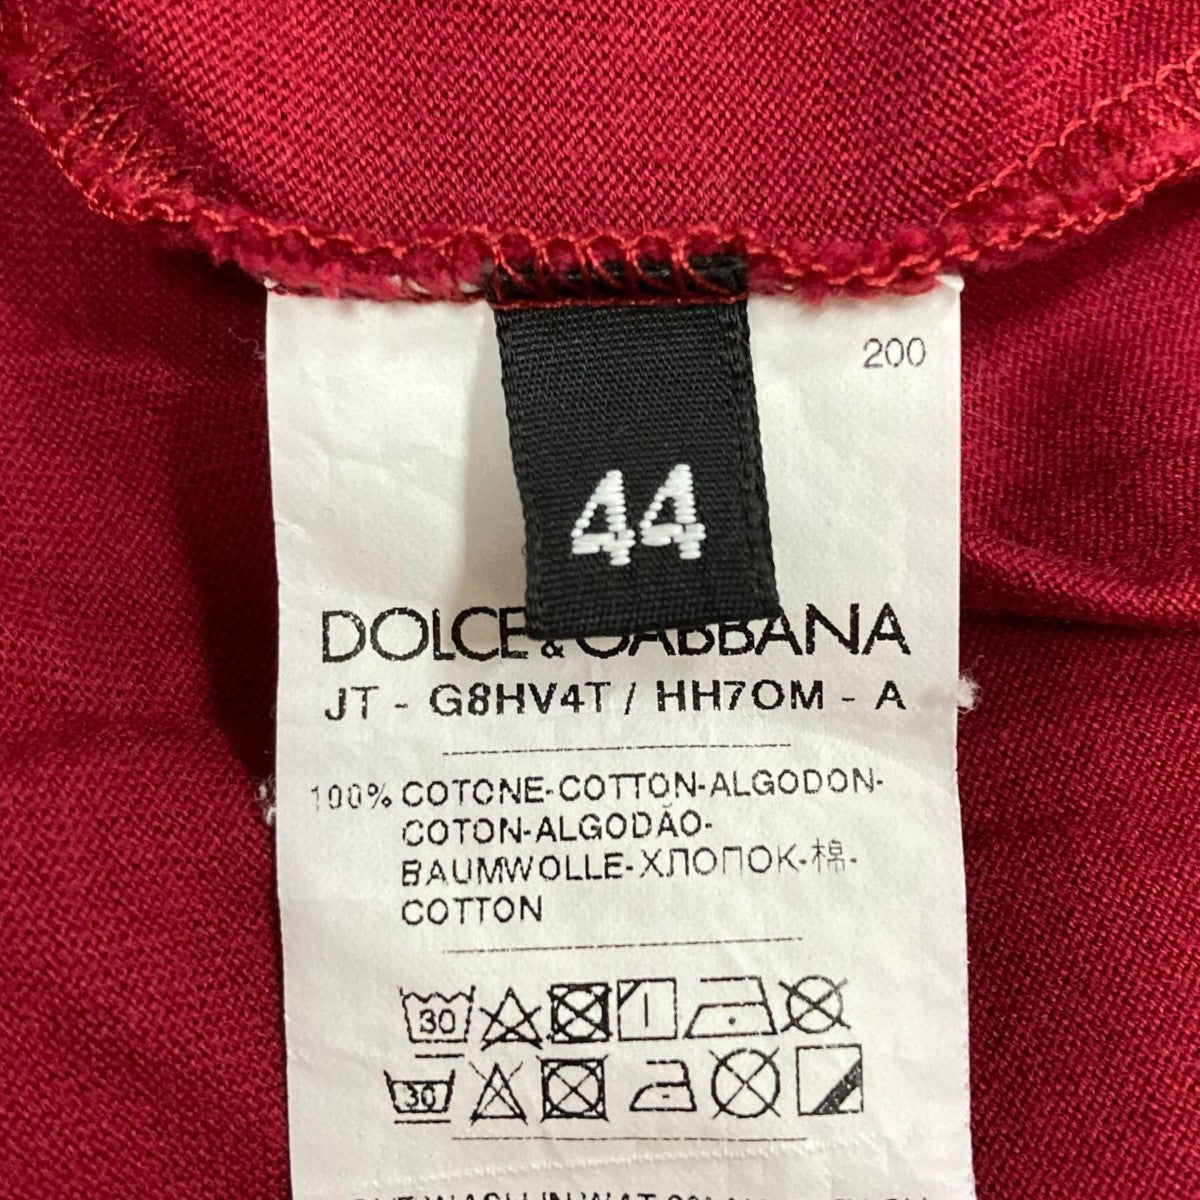 200
44
DOLCE & GABBANA
JT - G8HV4T / HH7OM - A
100% COTONE-COTTON-ALGODON-
COTON-ALGODÃO-
BAUMWOLLE-ХЛОПОК-棉-
COTTON
30
30